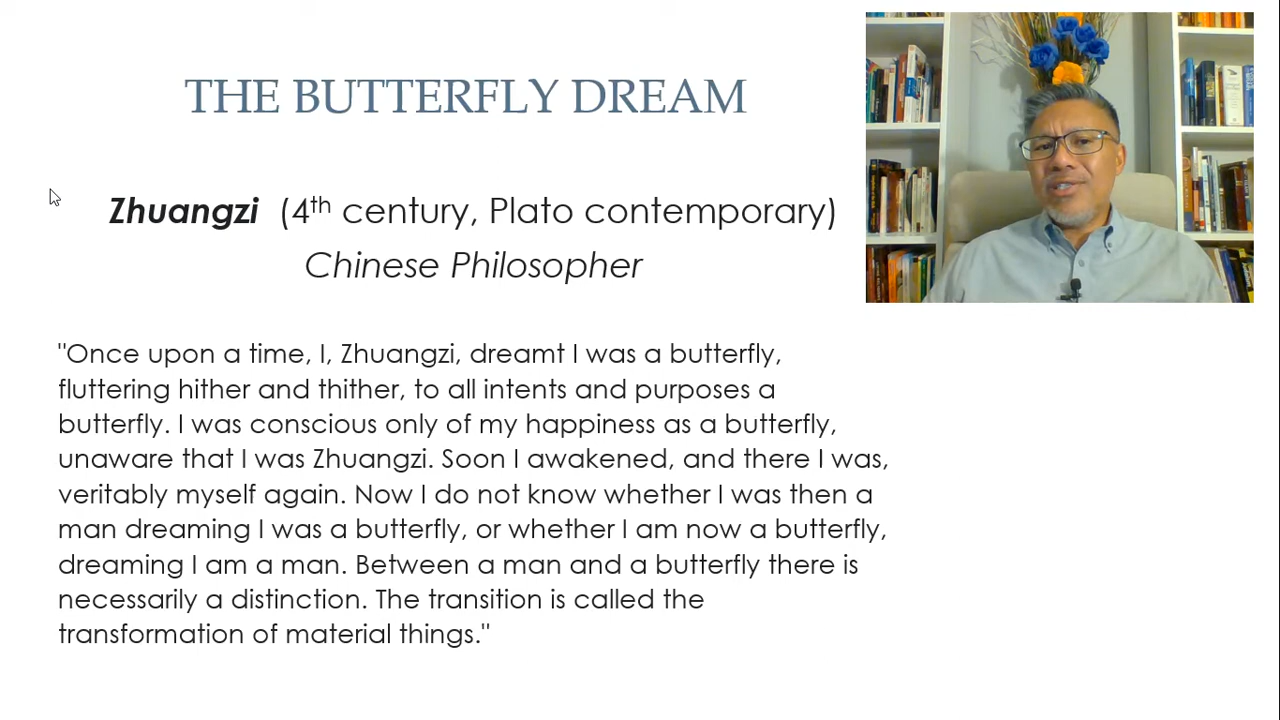 THE BUTTERFLY DREAM
Zhuangzi (4th century, Plato contemporary)
Chinese Philosopher
"Once upon a time, I, Zhuangzi, dreamt I was a butterfly,
fluttering hither and thither, to all intents and purposes a
butterfly. I was conscious only of my happiness as a butterfly,
unaware that I was Zhuangzi. Soon I awakened, and there I was,
veritably myself again. Now I do not know whether I was then a
man dreaming I was a butterfly, or whether I am now a butterfly,
dreaming I am a man. Between a man and a butterfly there is
necessarily a distinction. The transition is called the
transformation of material things."